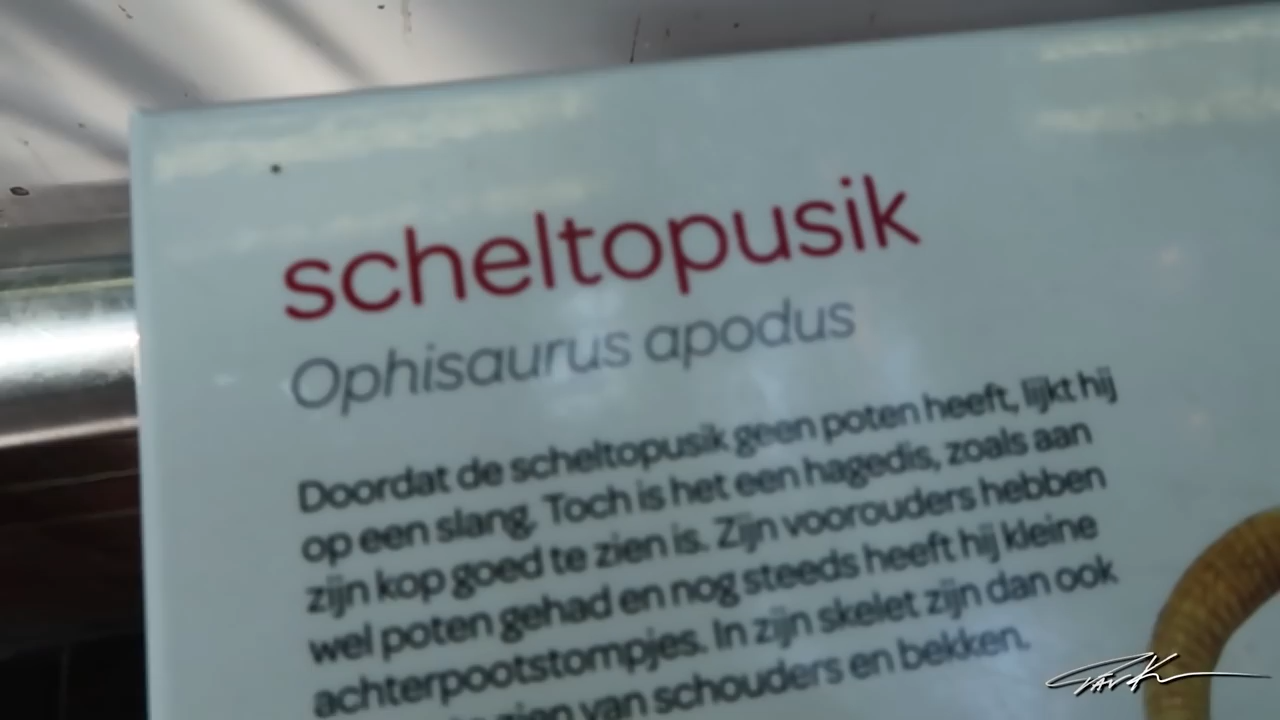 scheltopusik
Ophisaurus apodus
Doordat de scheltopusik geen poten heeft, lijkt hij
op een slang. Toch is het een hagedis, zoals aan
zijn kop goed te zien is. Zijn voorouders hebben
wel poten gehad en nog steeds heeft hij kleine
achterpootstompjes. In zijn skelet zijn dan ook
zien van schouders en bekken.